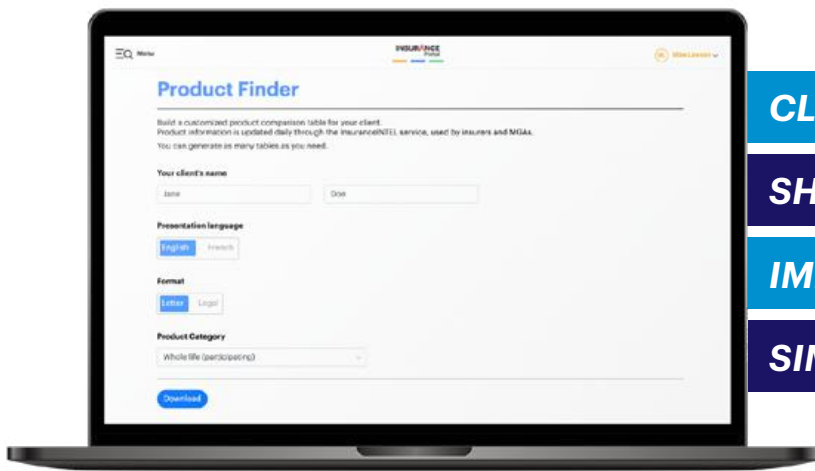 Menu
INSURANCE
Portal
Product Finder
Build a customized product comparison table for your client.
Product information is updated daily through the InsuranceINTEL service, used by insurers and MGAs.
You can generate as many tables as you need.
Your client's name
Jane
Doe
Presentation language
English
French
Format
Letter
Legal
Product Category
Whole life (participating)
Download
CL
SH
IM
SIM